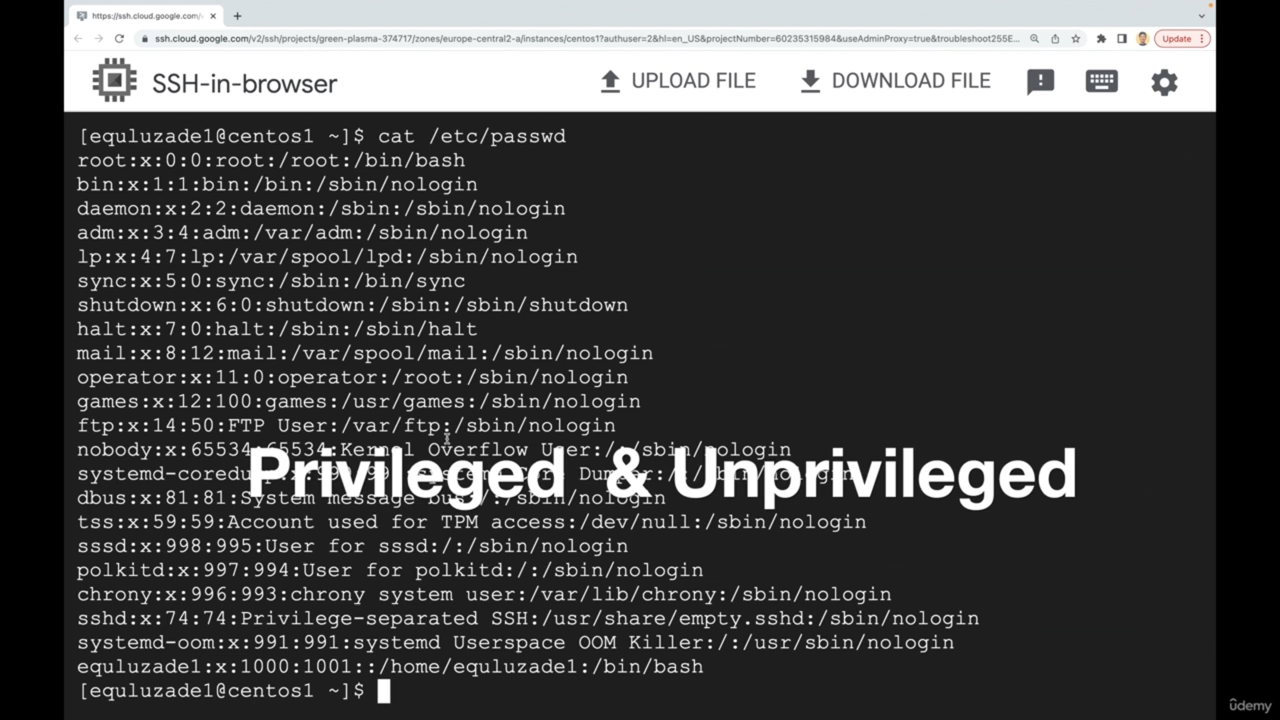 https://ssh.cloud.google.com/v
ssh.cloud.google.com/v2/ssh/projects/green-plasma-374717/zones/europe-central2-a/instances/centos1?authuser=2&hl=en_US&projectNumber=60235315984&useAdminProxy=true&troubleshoot255E...
Update
SSH-in-browser
UPLOAD FILE
DOWNLOAD FILE
[equluzade1@centos1 ~]$ cat /etc/passwd
root:x:0:0:root:/root:/bin/bash
bin:x:1:1:bin:/bin:/sbin/nologin
daemon:x:2:2:daemon:/sbin:/sbin/nologin
adm:x:3:4:adm:/var/adm:/sbin/nologin
lp:x:4:7:lp:/var/spool/lpd:/sbin/nologin
sync:x:5:0:sync:/sbin:/bin/sync
shutdown:x:6:0:shutdown:/sbin:/sbin/shutdown
halt:x:7:0:halt:/sbin:/sbin/halt
mail:x:8:12:mail:/var/spool/mail:/sbin/nologin
operator:x:11:0:operator:/root:/sbin/nologin
games:x:12:100:games:/usr/games:/sbin/nologin
ftp:x:14:50:FTP User:/var/ftp:/sbin/nologin
nobody:x:65534:65534:Kernel Overflow User:/:/sbin/nologin
Privileged & Unprivileged
dbus:x:81:81:System message bus:/:/sbin/nologin
tss:x:59:59:Account used for TPM access:/dev/null:/sbin/nologin
sssd:x:998:995:User for sssd:/:/sbin/nologin
polkitd:x:997:994:User for polkitd:/:/sbin/nologin
chrony:x:996:993:chrony system user:/var/lib/chrony:/sbin/nologin
sshd:x:74:74:Privilege-separated SSH:/usr/share/empty.sshd:/sbin/nologin
systemd-oom:x:991:991:systemd Userspace OOM Killer:/:/usr/sbin/nologin
equluzade1:x:1000:1001::/home/equluzade1:/bin/bash
[equluzade1@centos1 ~]$
ûdemy